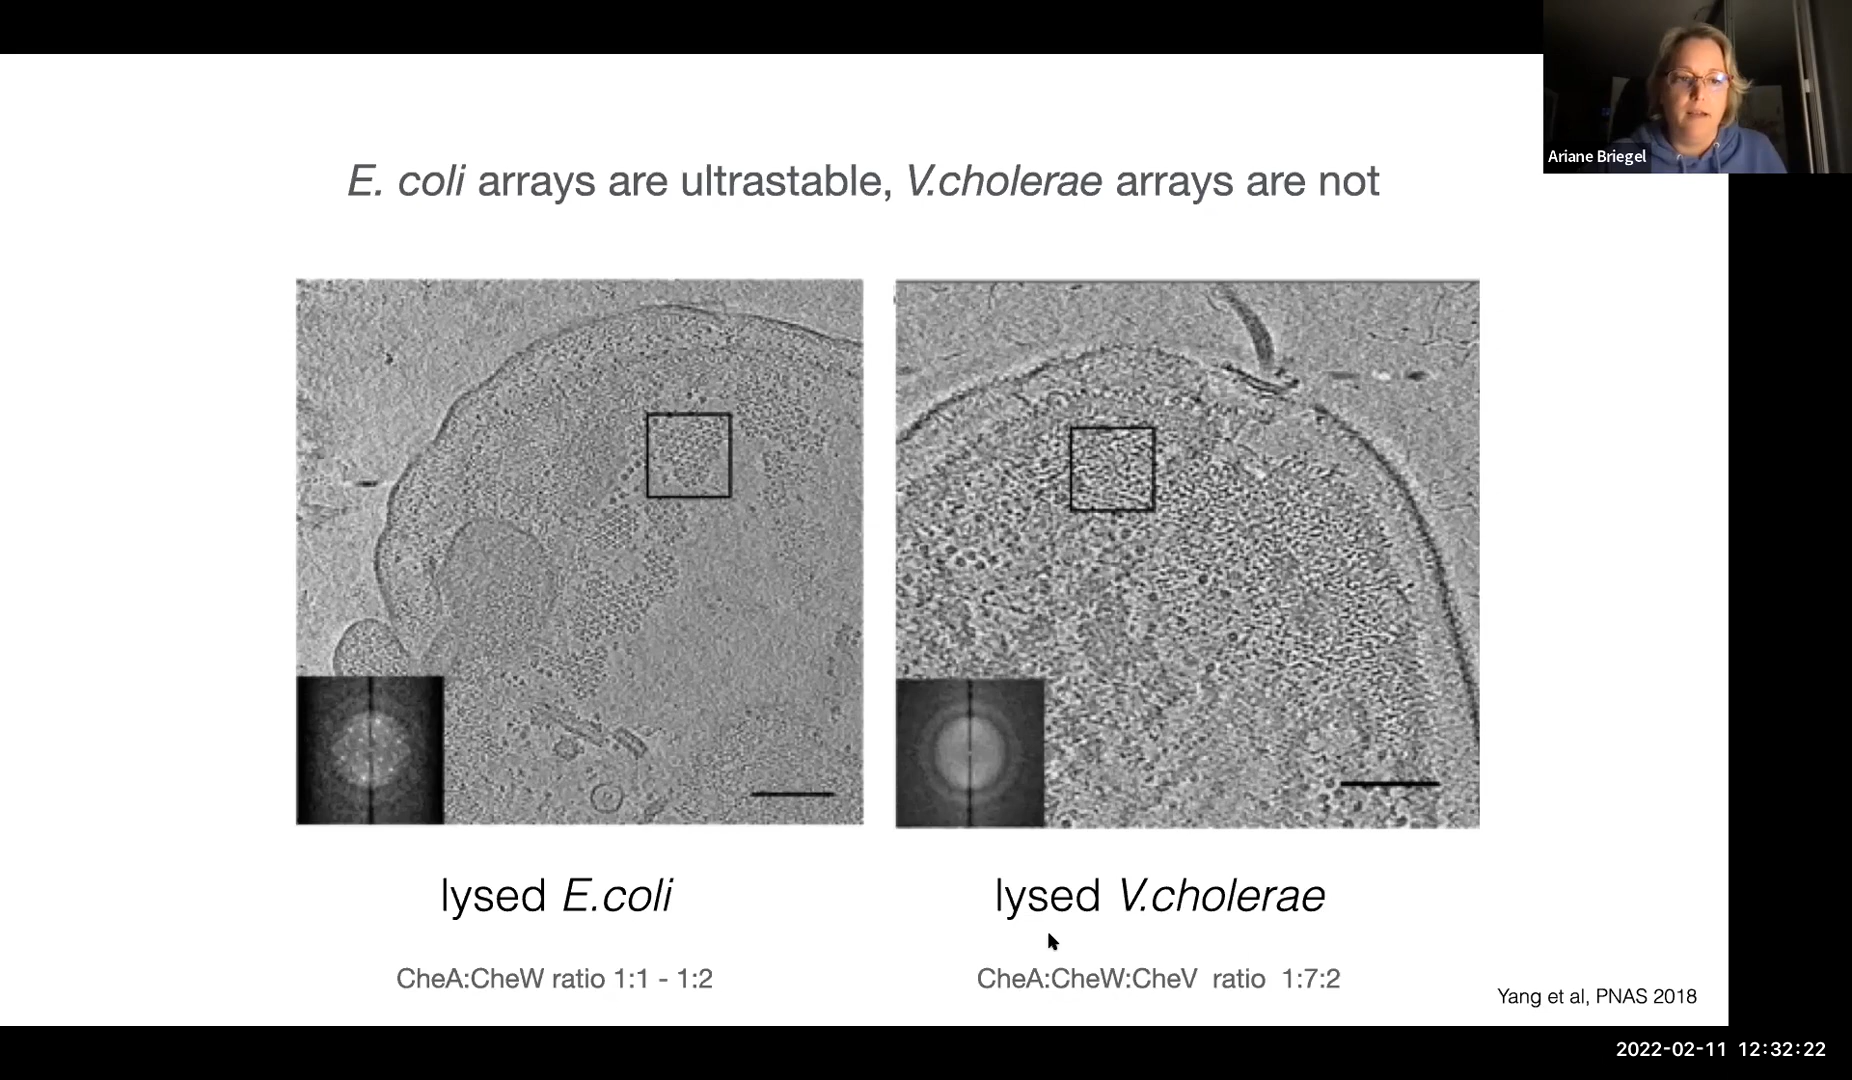 Ariane Briegel
E. coli arrays are ultrastable, V.cholerae arrays are not
lysed E.coli
lysed V.cholerae
CheA:CheW ratio 1:1 - 1:2
CheA:CheW:CheV ratio 1:7:2
Yang et al, PNAS 2018
2022-02-11 12:32:22